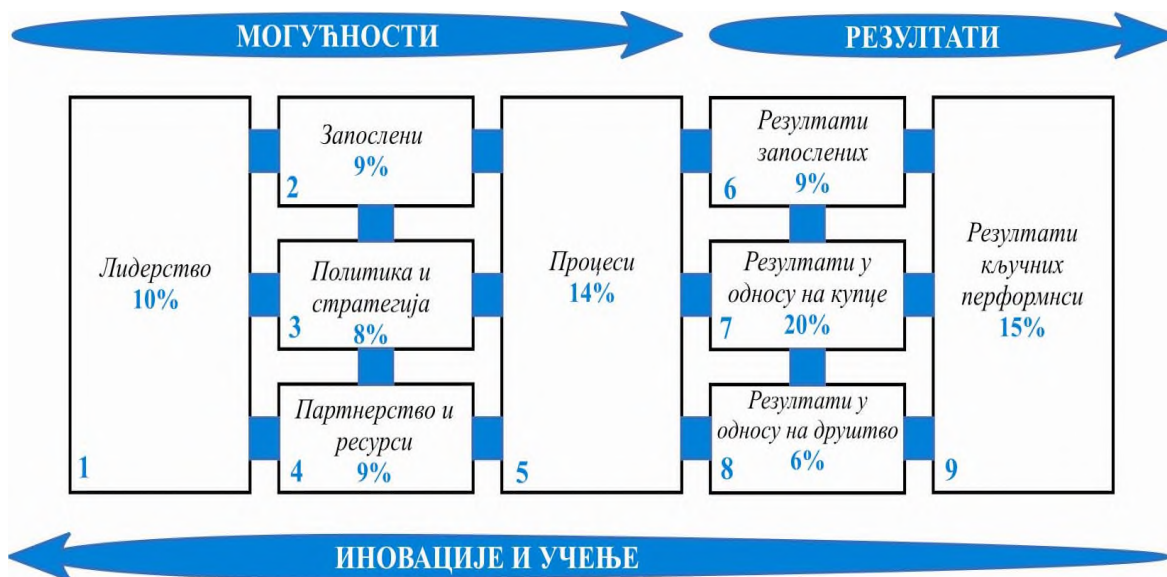 МОГУЋНОСТИ
РЕЗУЛТАТИ
Лидерство
10%
1
Запослени
9%
2
Политика и
стратегија
8%
3
Партнерство и
ресурси
9%
4
Процеси
14%
5
Резултати
запослених
9%
6
Резултати у
односу на купце
20%
7
Резултати у
односу на друштво
6%
8
Резултати
кључних
перформнси
15%
9
ИНОВАЦИЈЕ И УЧЕЊЕ